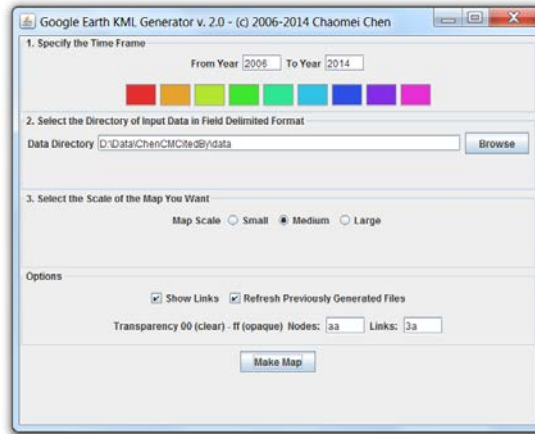 Google Earth KML Generator v. 2.0 - (c) 2006-2014 Chaomei Chen
1. Specify the Time Frame
From Year 2006 To Year 2014
2. Select the Directory of Input Data in Field Delimited Format
Data Directory D:\Data\ChenCMCitedBy\data Browse
3. Select the Scale of the Map You Want
Map Scale Small Medium Large
Options
Show Links Refresh Previously Generated Files
Transparency 00 (clear) - ff (opaque) Nodes: aa Links: 3a
Make Map